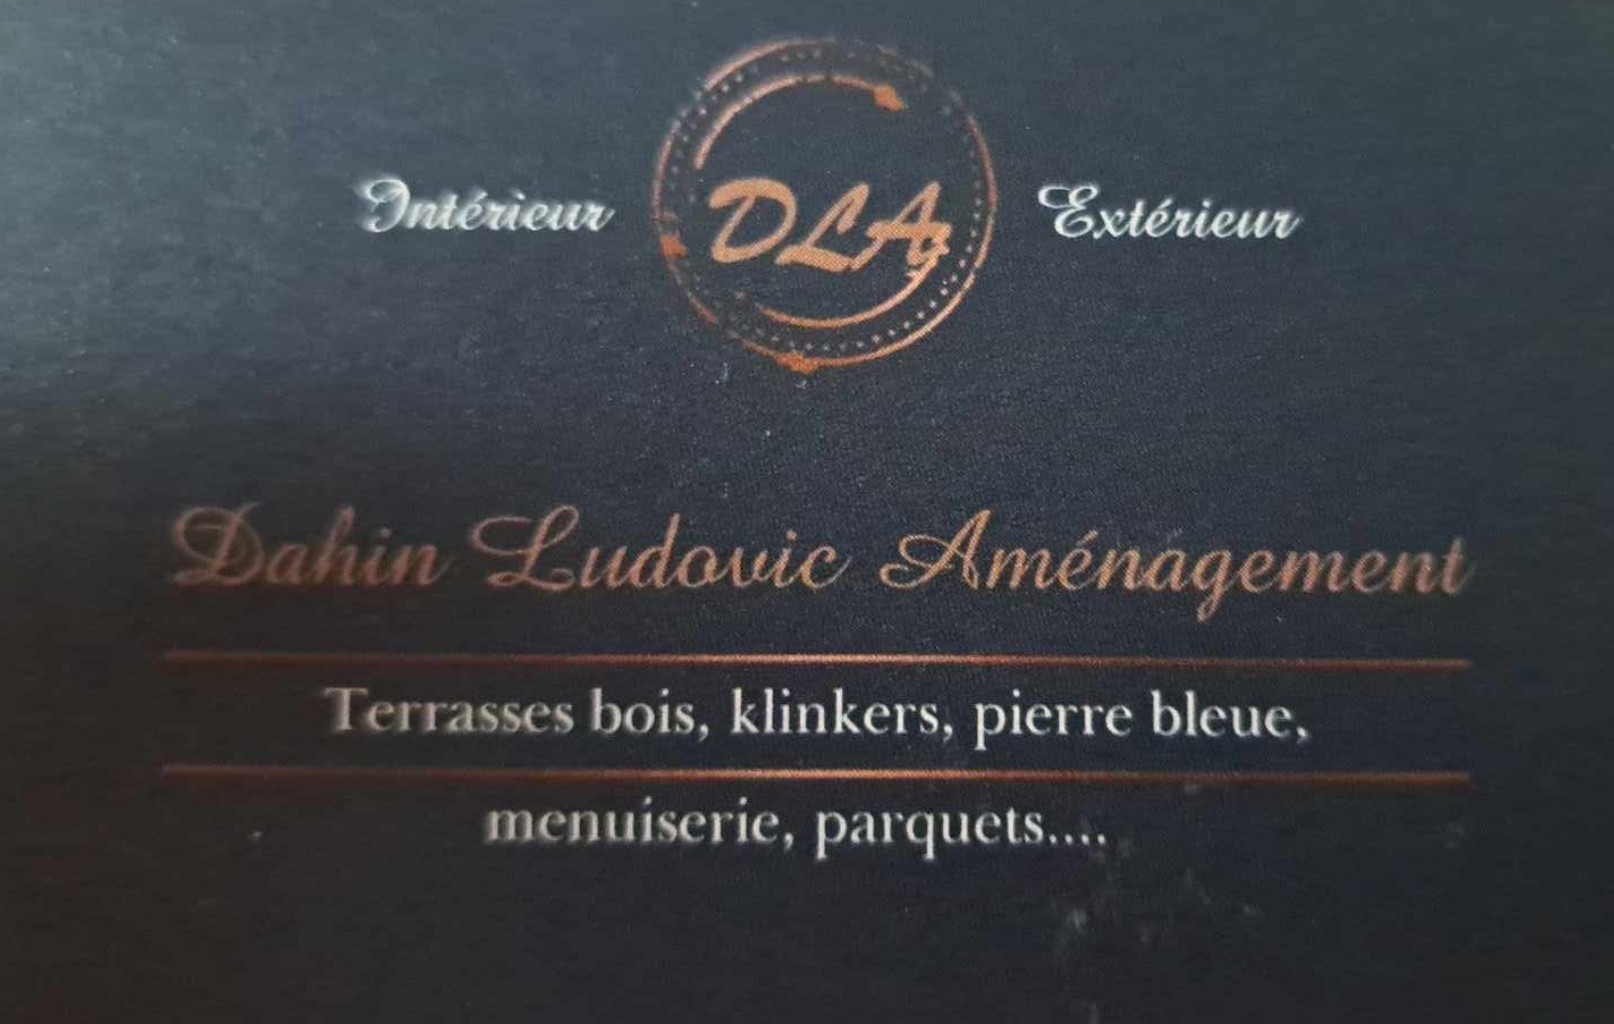 Intérieur DLA Extérieur
Dahin Ludovic Aménagement
Terrasses bois, klinkers, pierre bleue,
menuiserie, parquets....